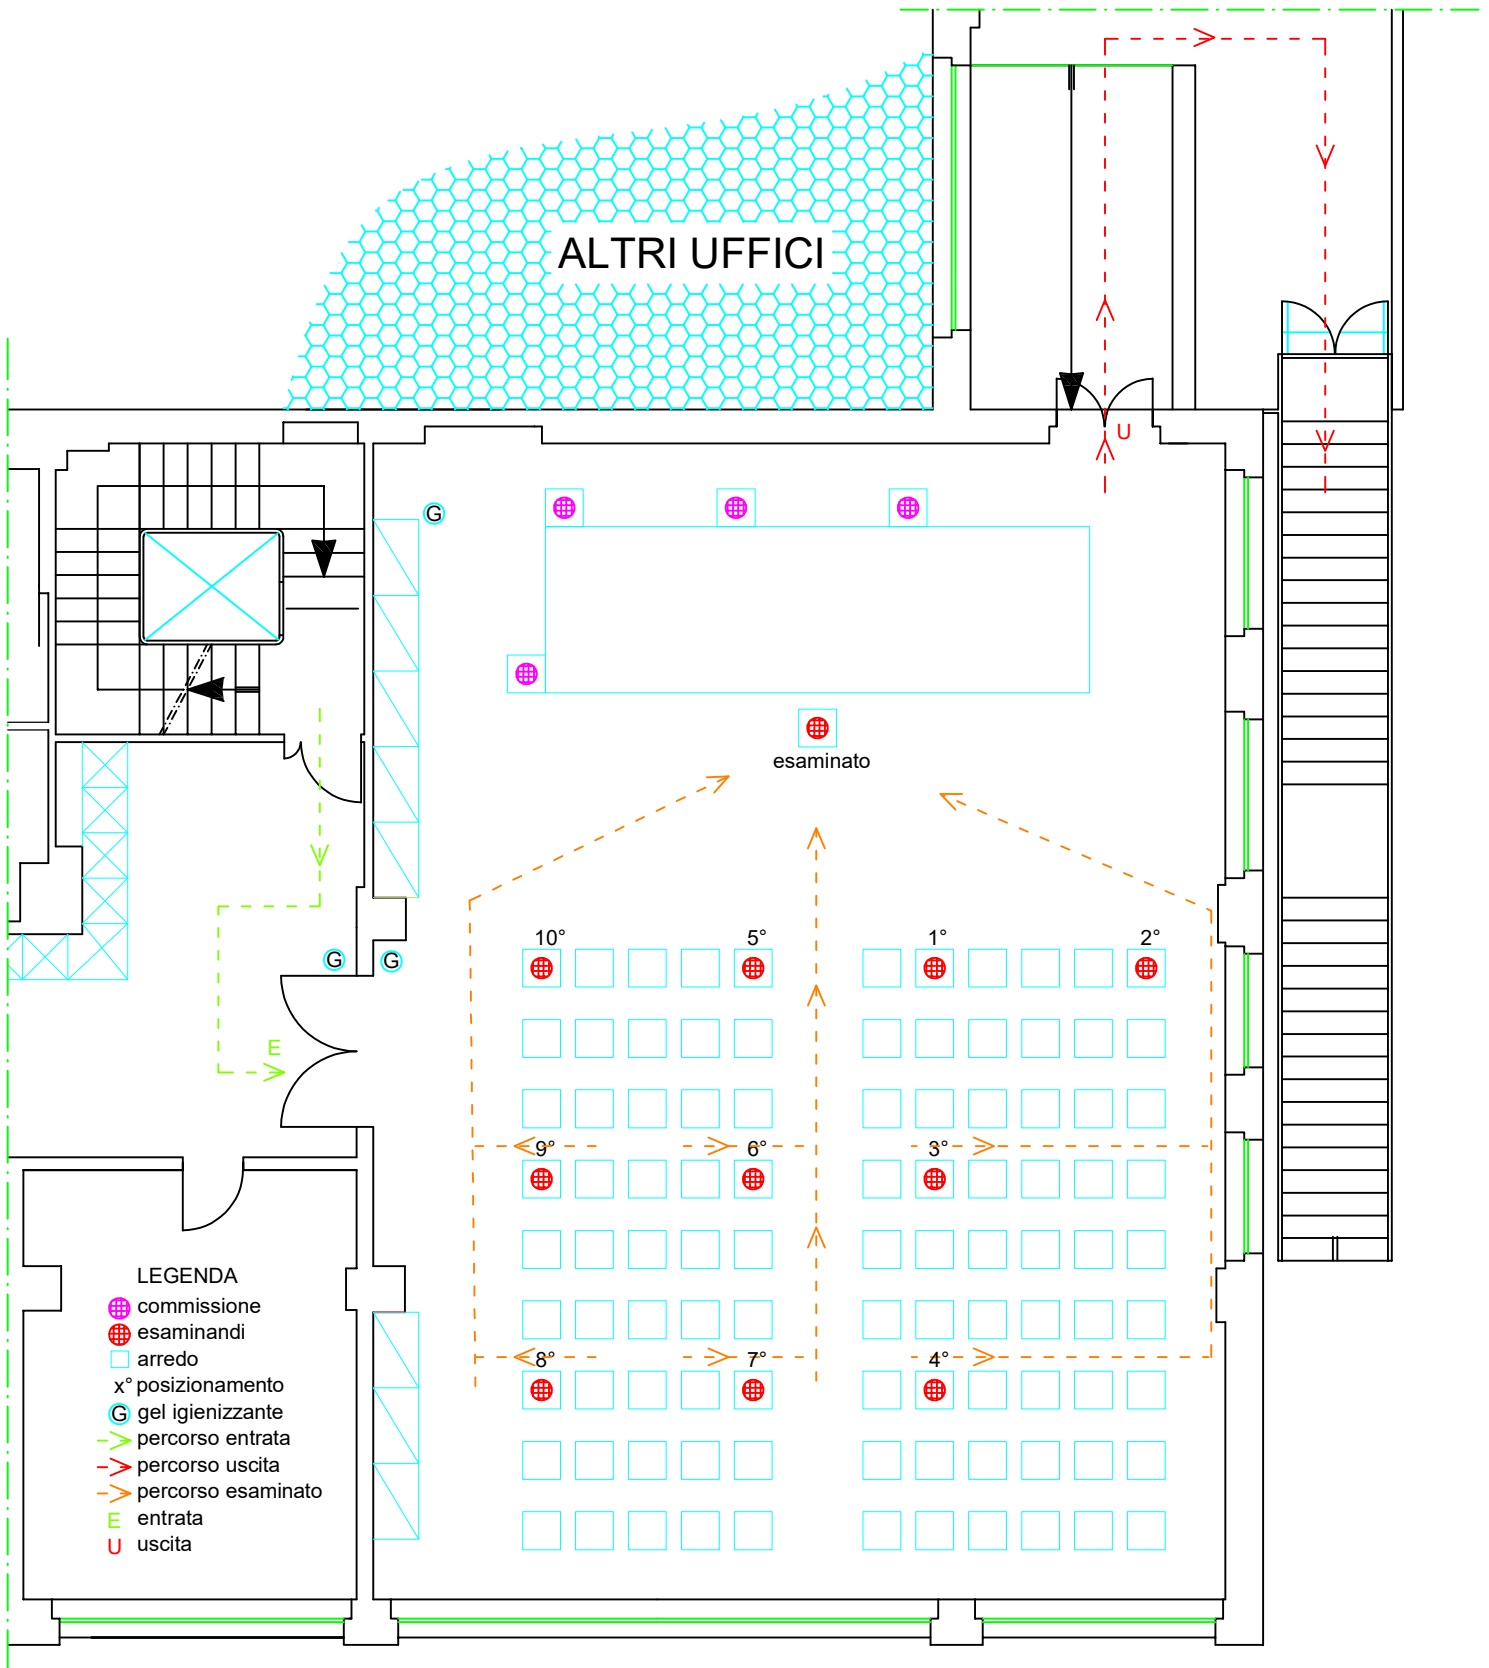 ALTRI UFFICI
U
G
esaminato
10°
5°
1°
2°
G
G
E
9°
6°
3°
8°
7°
4°
LEGENDA
commissione
esaminandi
arredo
x° posizionamento
G gel igienizzante
percorso entrata
percorso uscita
percorso esaminato
E entrata
U uscita